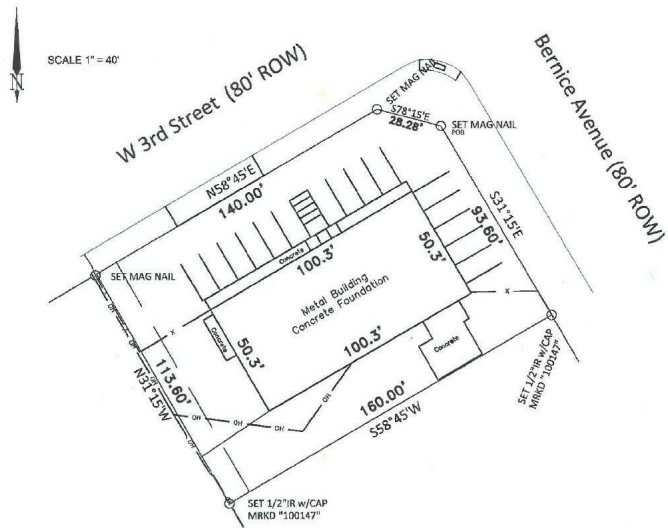 N
SCALE 1" = 40'
W 3rd Street (80' ROW)
Bernice Avenue (80' ROW)
SET MAG NAIL
S78°15'E
28.28'
SET MAG NAIL
POB
N58°45'E
140.00'
S31°15'E
93.60'
Concrete
100.3'
50.3'
SET MAG NAIL
Metal Building
Concrete Foundation
OH
OH
X
X
Concrete
50.3'
100.3'
Concrete
113.60'
N31°15'W
OH
OH
OH
OH
OH
OH
160.00'
S58°45'W
SET 1/2"IR w/CAP
MRKD "100147"
SET 1/2"IR w/CAP
MRKD "100147"